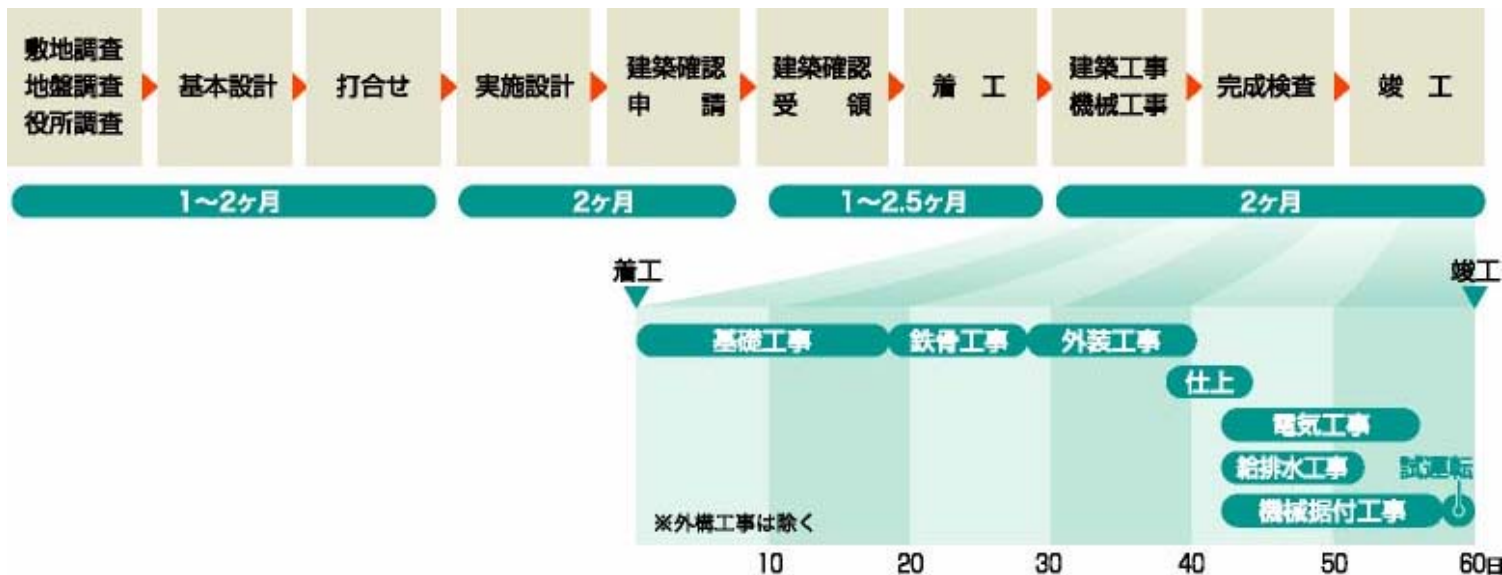 敷地調査
地盤調査
役所調査
基本設計
打合せ
実施設計
建築確認
申　請
建築確認
受　領
着　工
建築工事
機械工事
完成検査
竣　工
1〜2ヶ月
2ヶ月
1〜2.5ヶ月
2ヶ月
着工
竣工
基礎工事
鉄骨工事
外装工事
仕上
電気工事
給排水工事
試運転
機械据付工事
※外構工事は除く
10 20 30 40 50 60日